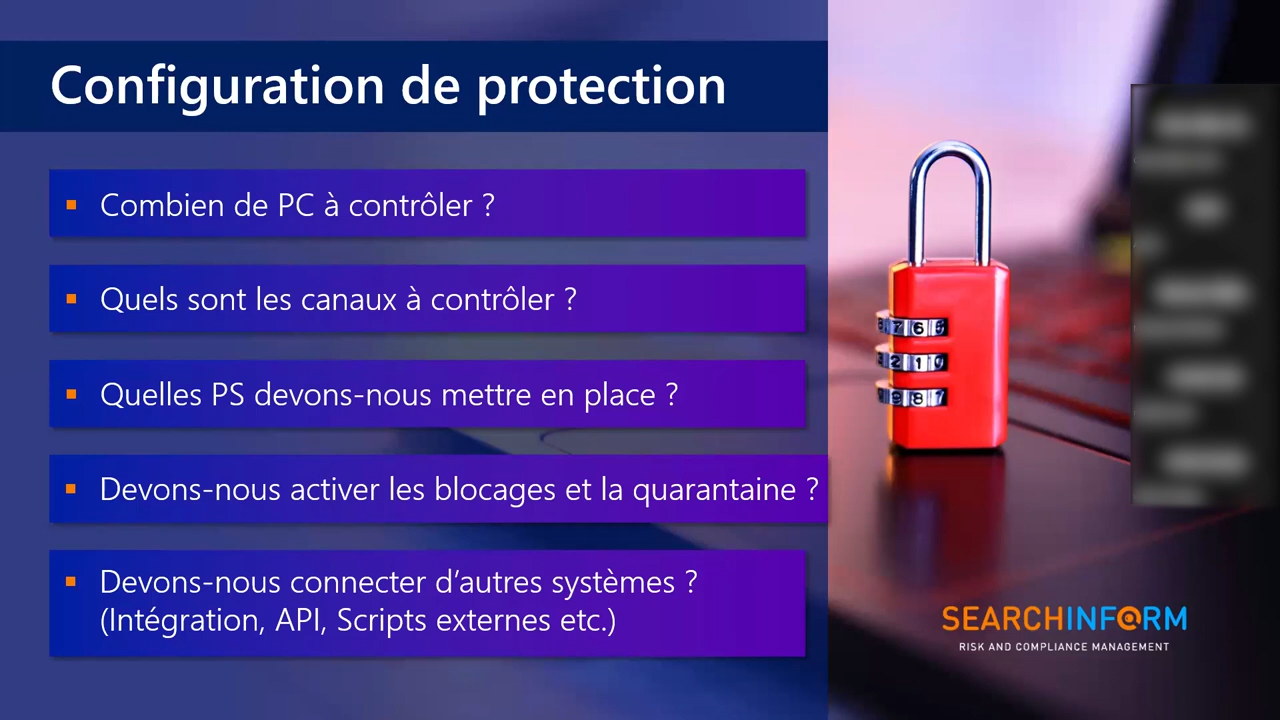 Configuration de protection
Combien de PC à contrôler ?
Quels sont les canaux à contrôler ?
Quelles PS devons-nous mettre en place ?
Devons-nous activer les blocages et la quarantaine ?
Devons-nous connecter d’autres systèmes ?
(Intégration, API, Scripts externes etc.)
SEARCHINFORM
RISK AND COMPLIANCE MANAGEMENT